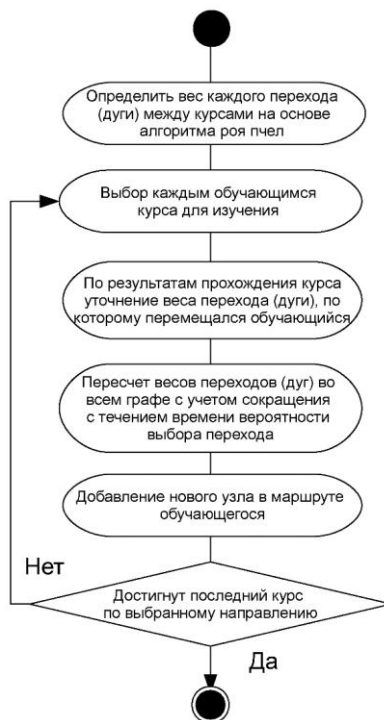 Определить вес каждого перехода
(дуги) между курсами на основе
алгоритма роя пчел
Выбор каждым обучающимся
курса для изучения
По результатам прохождения курса
уточнение веса перехода (дуги), по
которому перемещался обучающийся
Пересчет весов переходов (дуг) во
всем графе с учетом сокращения
с течением времени вероятности
выбора перехода
Добавление нового узла в маршруте
обучающегося
Нет
Достигнут последний курс
по выбранному направлению
Да